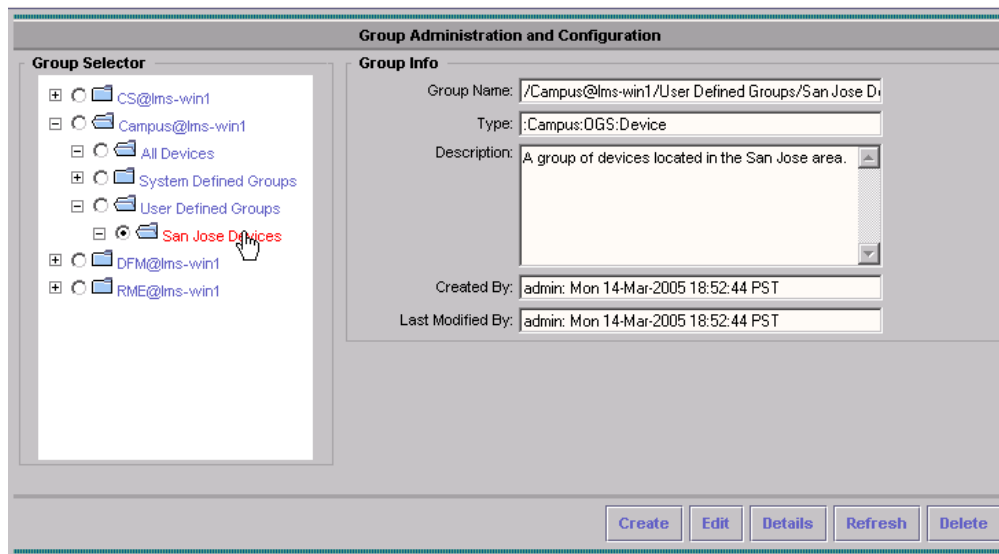 Group Administration and Configuration
Group Selector
CS@lms-win1
Campus@lms-win1
All Devices
System Defined Groups
User Defined Groups
San Jose Devices
DFM@lms-win1
RME@lms-win1
Group Info
Group Name: /Campus@lms-win1/User Defined Groups/San Jose D
Type: :Campus:OGS:Device
Description: A group of devices located in the San Jose area.
Created By: admin: Mon 14-Mar-2005 18:52:44 PST
Last Modified By: admin: Mon 14-Mar-2005 18:52:44 PST
Create Edit Details Refresh Delete